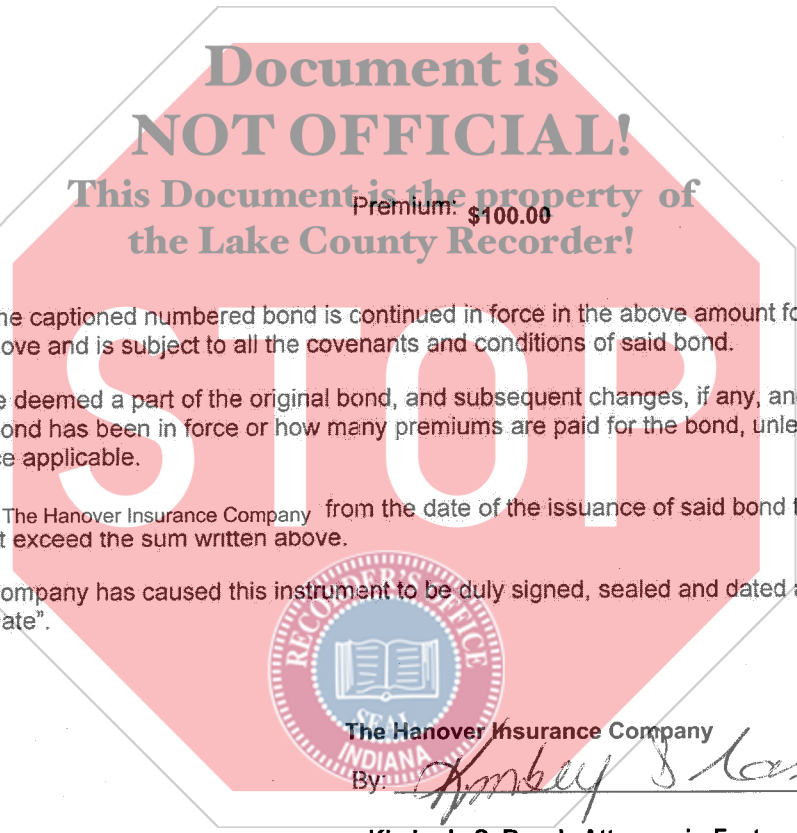 Document is
NOT OFFICIAL!
This Document is the property of
the Lake County Recorder!
Premium: $100.00
STOP
he captioned numbered bond is continued in force in the above amount fo
ove and is subject to all the covenants and conditions of said bond.
e deemed a part of the original bond, and subsequent changes, if any, an
ond has been in force or how many premiums are paid for the bond, unle
ce applicable.
The Hanover Insurance Company from the date of the issuance of said bond t
t exceed the sum written above.
ompany has caused this instrument to be duly signed, sealed and dated a
ate".
RECORDER'S OFFICE
SEAL
INDIANA
The Hanover Insurance Company
By: